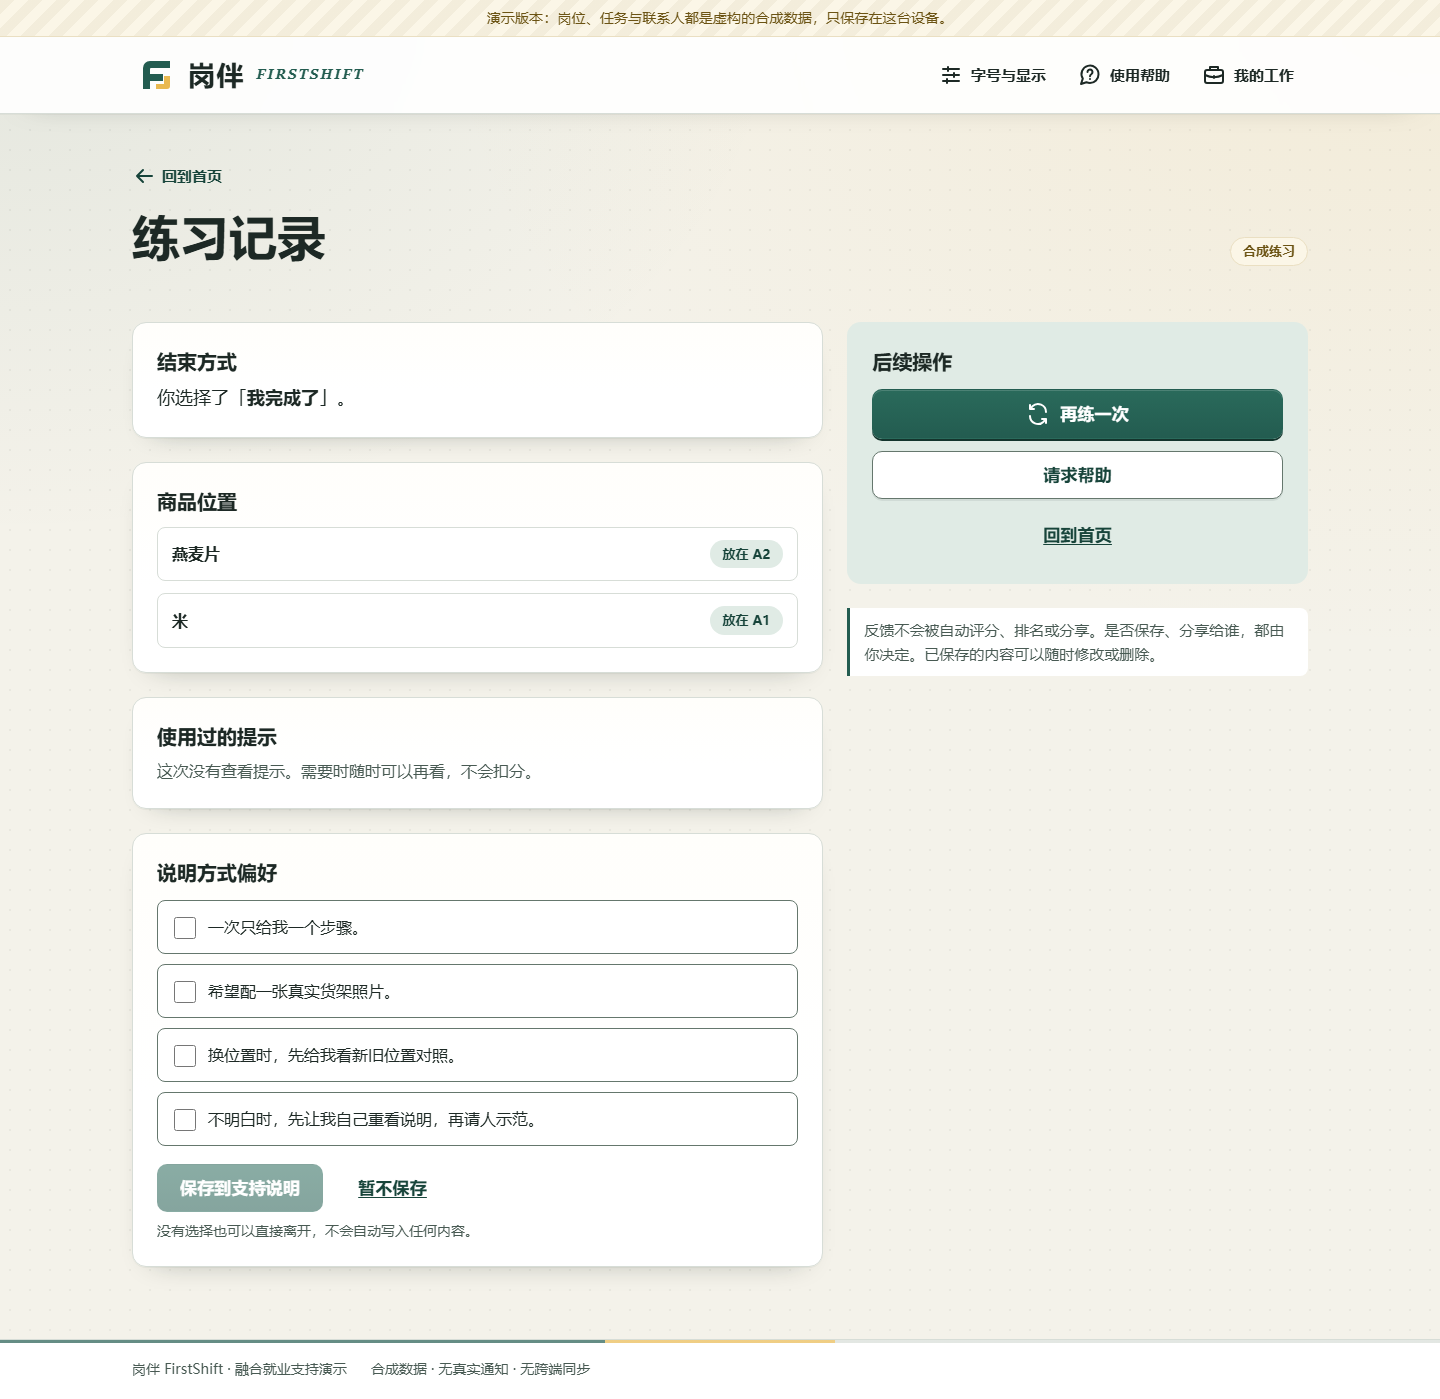 演示版本：岗位、任务与联系人都是虚构的合成数据，只保存在这台设备。
岗伴 FIRSTSHIFT
字号与显示
使用帮助
我的工作
回到首页
练习记录
合成练习
结束方式
你选择了「我完成了」。
商品位置
燕麦片
放在 A2
米
放在 A1
使用过的提示
这次没有查看提示。需要时随时可以再看，不会扣分。
说明方式偏好
一次只给我一个步骤。
希望配一张真实货架照片。
换位置时，先给我看新旧位置对照。
不明白时，先让我自己重看说明，再请人示范。
保存到支持说明
暂不保存
没有选择也可以直接离开，不会自动写入任何内容。
后续操作
再练一次
请求帮助
回到首页
反馈不会被自动评分、排名或分享。是否保存、分享给谁，都由
你决定。已保存的内容可以随时修改或删除。
岗伴 FirstShift · 融合就业支持演示
合成数据 · 无真实通知 · 无跨端同步